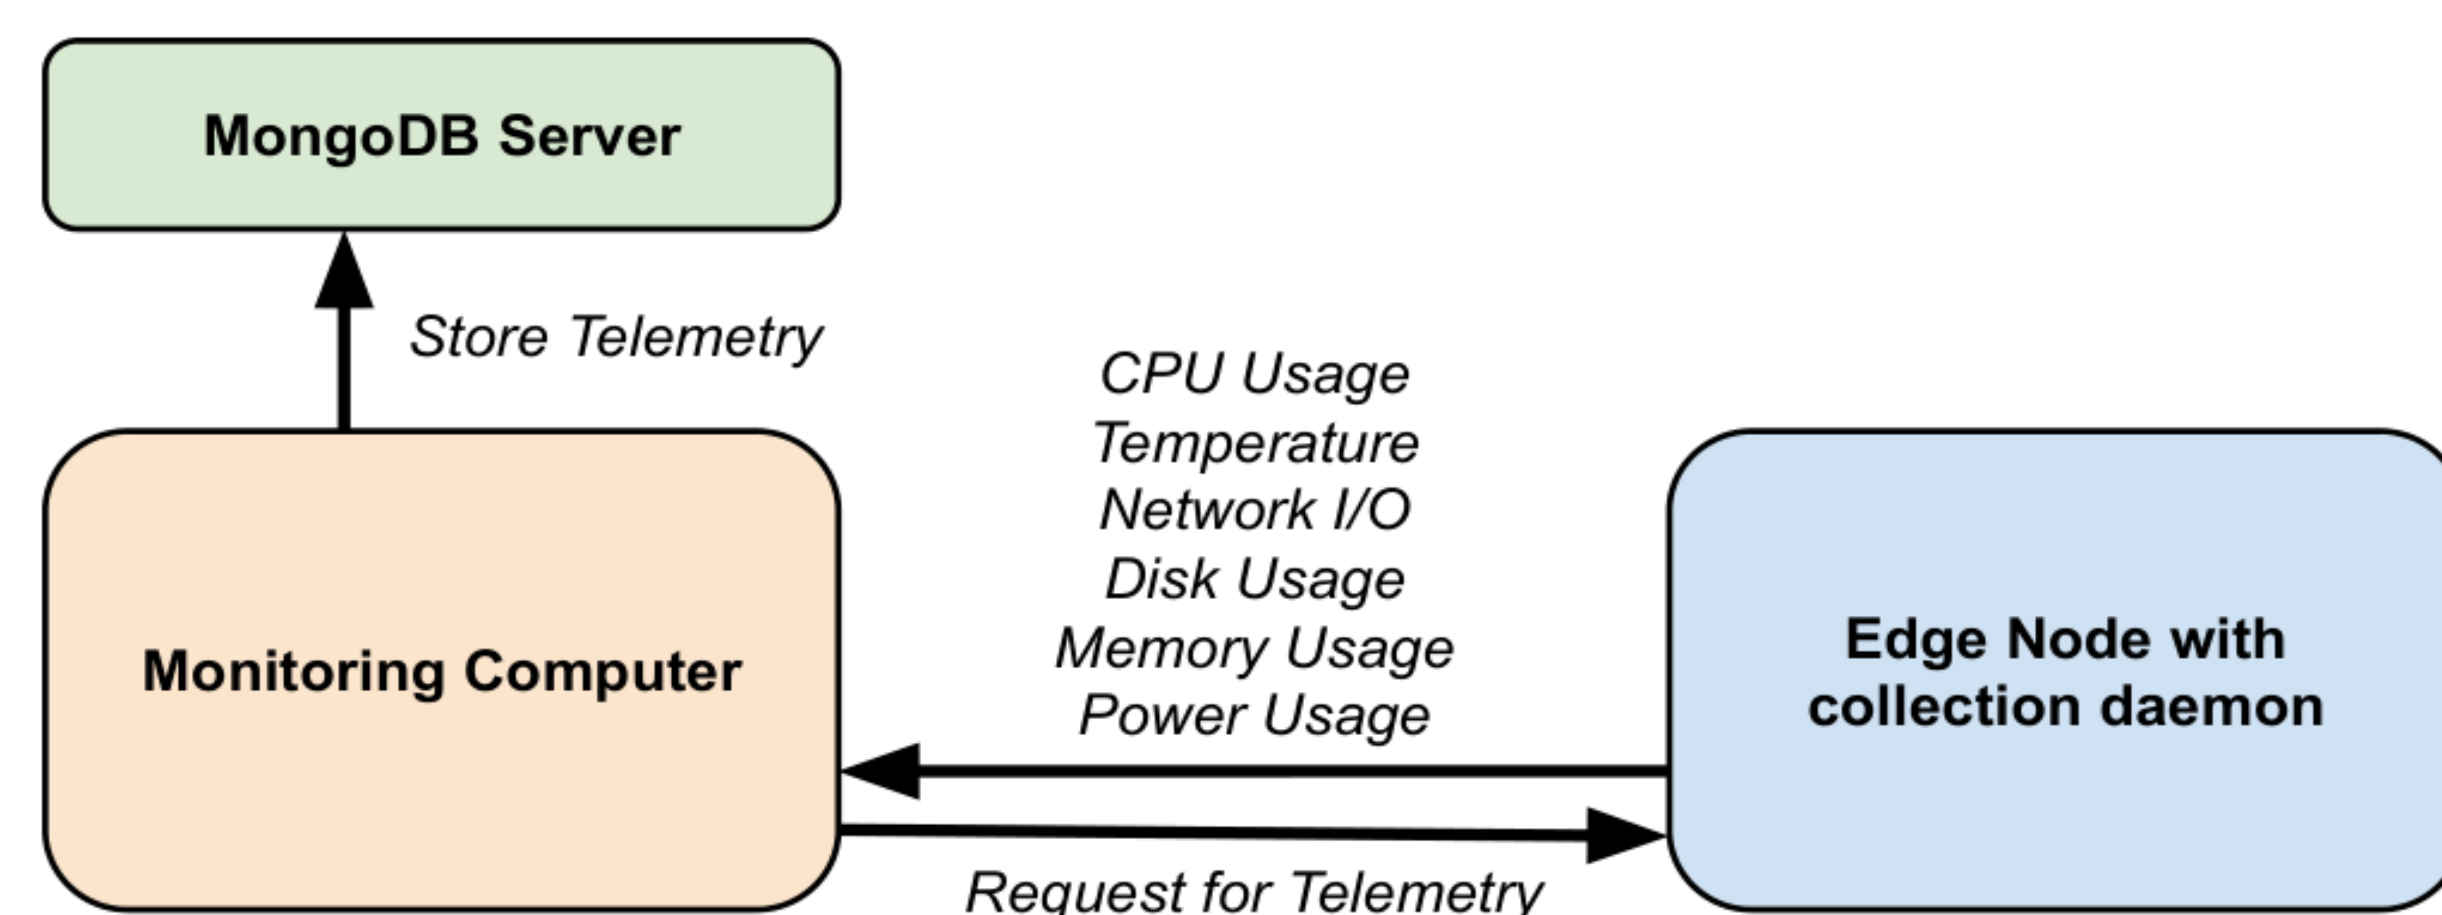 MongoDB Server
Store Telemetry
CPU Usage
Temperature
Network I/O
Disk Usage
Memory Usage
Power Usage
Monitoring Computer
Edge Node with
collection daemon
Request for Telemetry